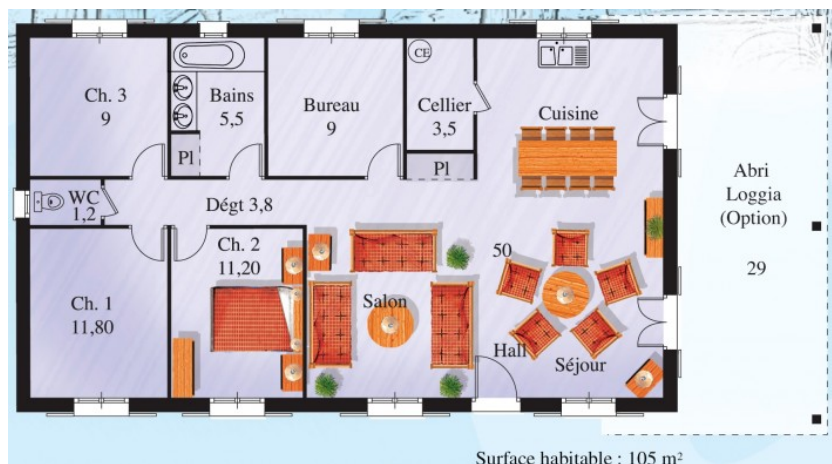 CE
Ch. 3
9
Bains
5,5
Pl
Bureau
9
Cellier
3,5
Pl
Cuisine
Abri
Loggia
(Option)
29
WC
1,2
Dégt 3,8
Ch. 2
11,20
Ch. 1
11,80
Salon
50
Hall
Séjour
Surface habitable : 105 m²